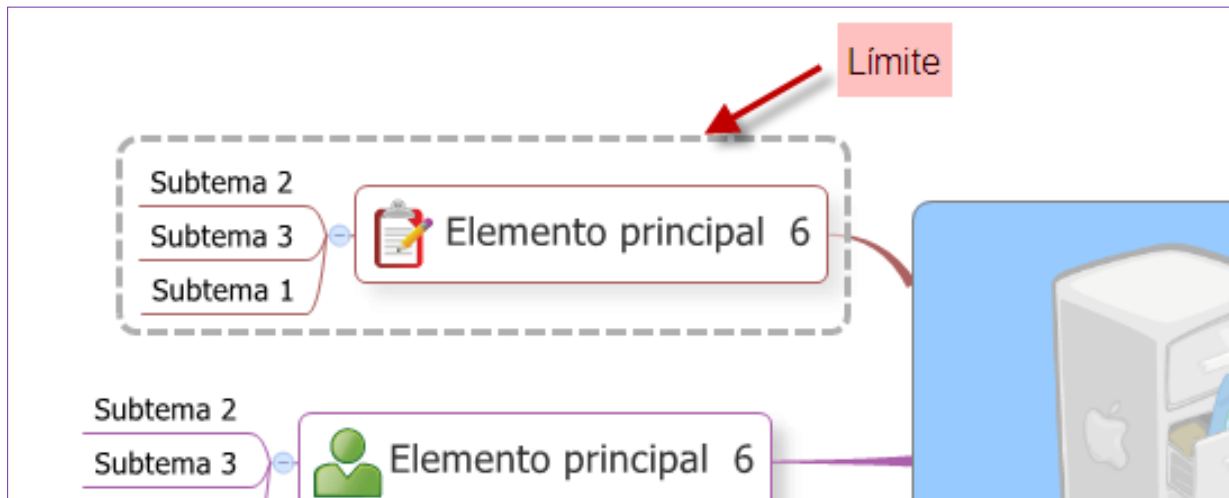 Límite
Subtema 2
Subtema 3
Subtema 1
Elemento principal 6
Subtema 2
Subtema 3
Elemento principal 6